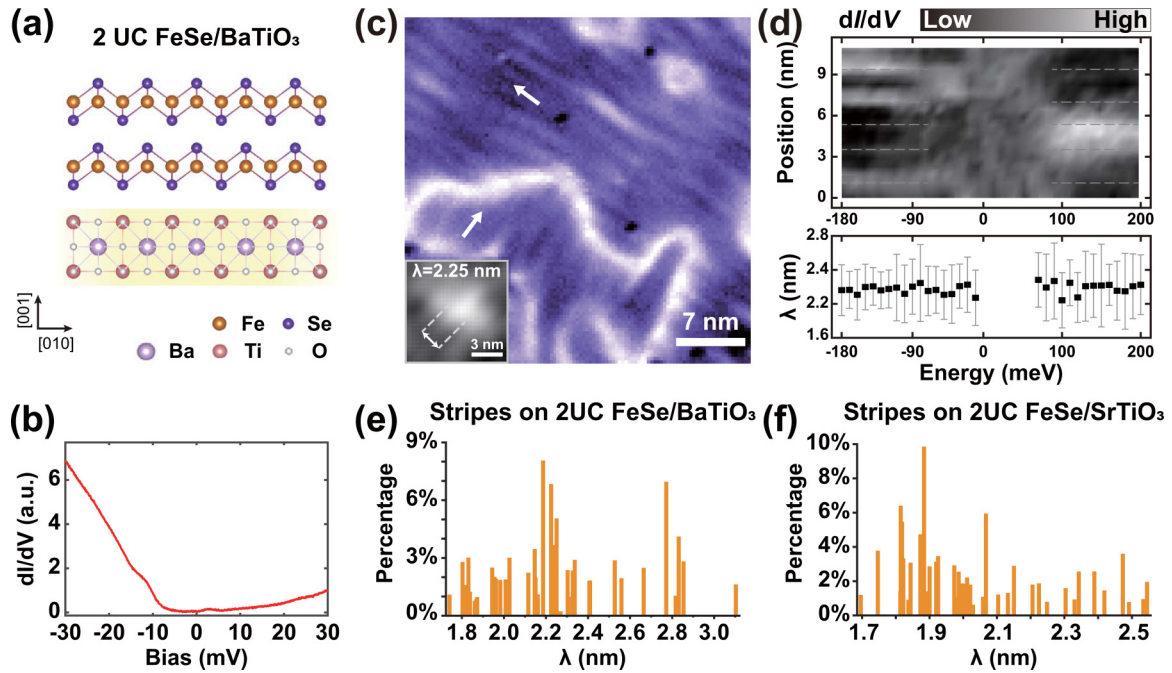 (a)
2 UC FeSe/BaTiO₃
[001]
[010]
Fe Se
Ba Ti O
(b)
dI/dV (a.u.)
6
4
2
0
-30 -20 -10 0 10 20 30
Bias (mV)
(c)
λ=2.25 nm
3 nm
7 nm
(d)
dI/dV Low High
Position (nm)
9
6
3
0
-180 -90 0 100 200
λ (nm)
2.8
2.4
2.2
1.6
-180 -90 0 100 200
Energy (meV)
(e)
Stripes on 2UC FeSe/BaTiO₃
Percentage
9%
6%
3%
0%
1.8 2.0 2.2 2.4 2.6 2.8 3.0
λ (nm)
(f)
Stripes on 2UC FeSe/SrTiO₃
Percentage
10%
8%
6%
4%
2%
0%
1.7 1.9 2.1 2.3 2.5
λ (nm)